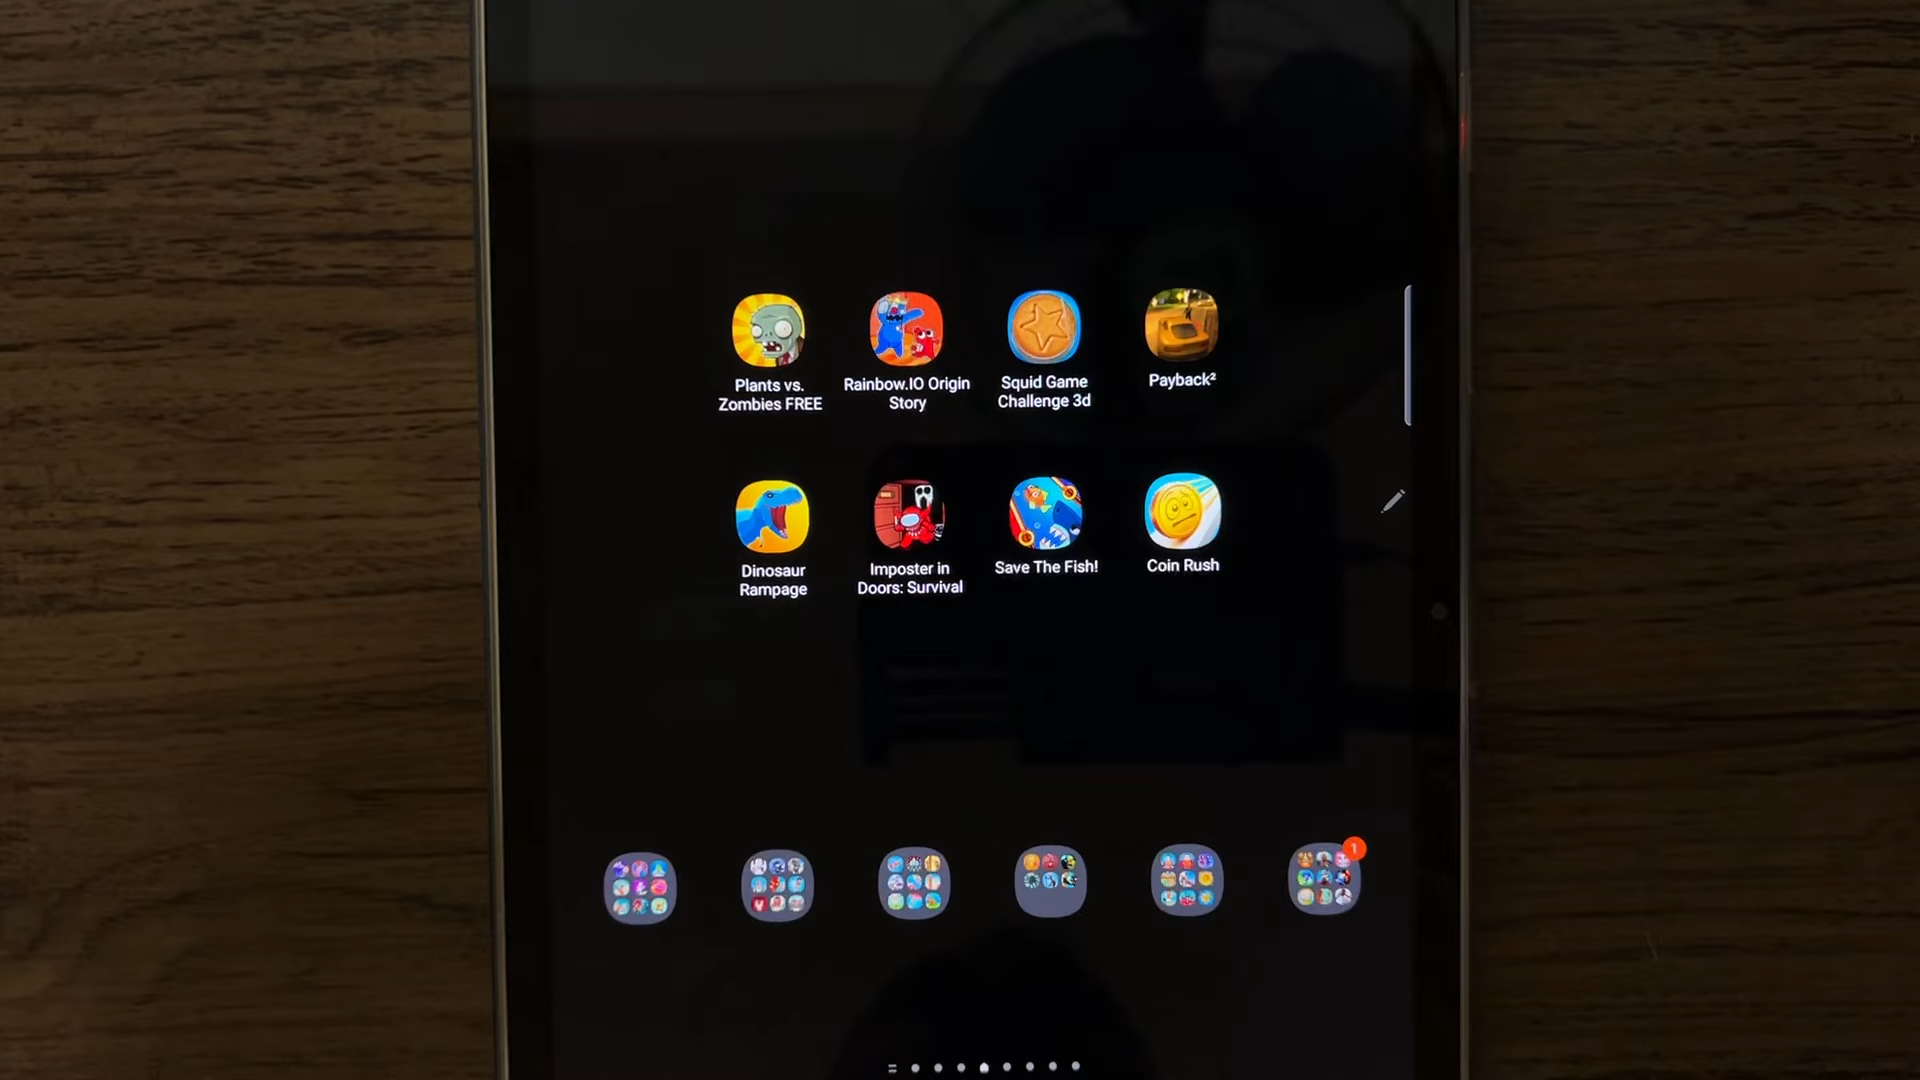 Plants vs.
Zombies FREE
Rainbow.IO Origin
Story
Squid Game
Challenge 3d
Payback²
Dinosaur
Rampage
Imposter in
Doors: Survival
Save The Fish!
Coin Rush
1